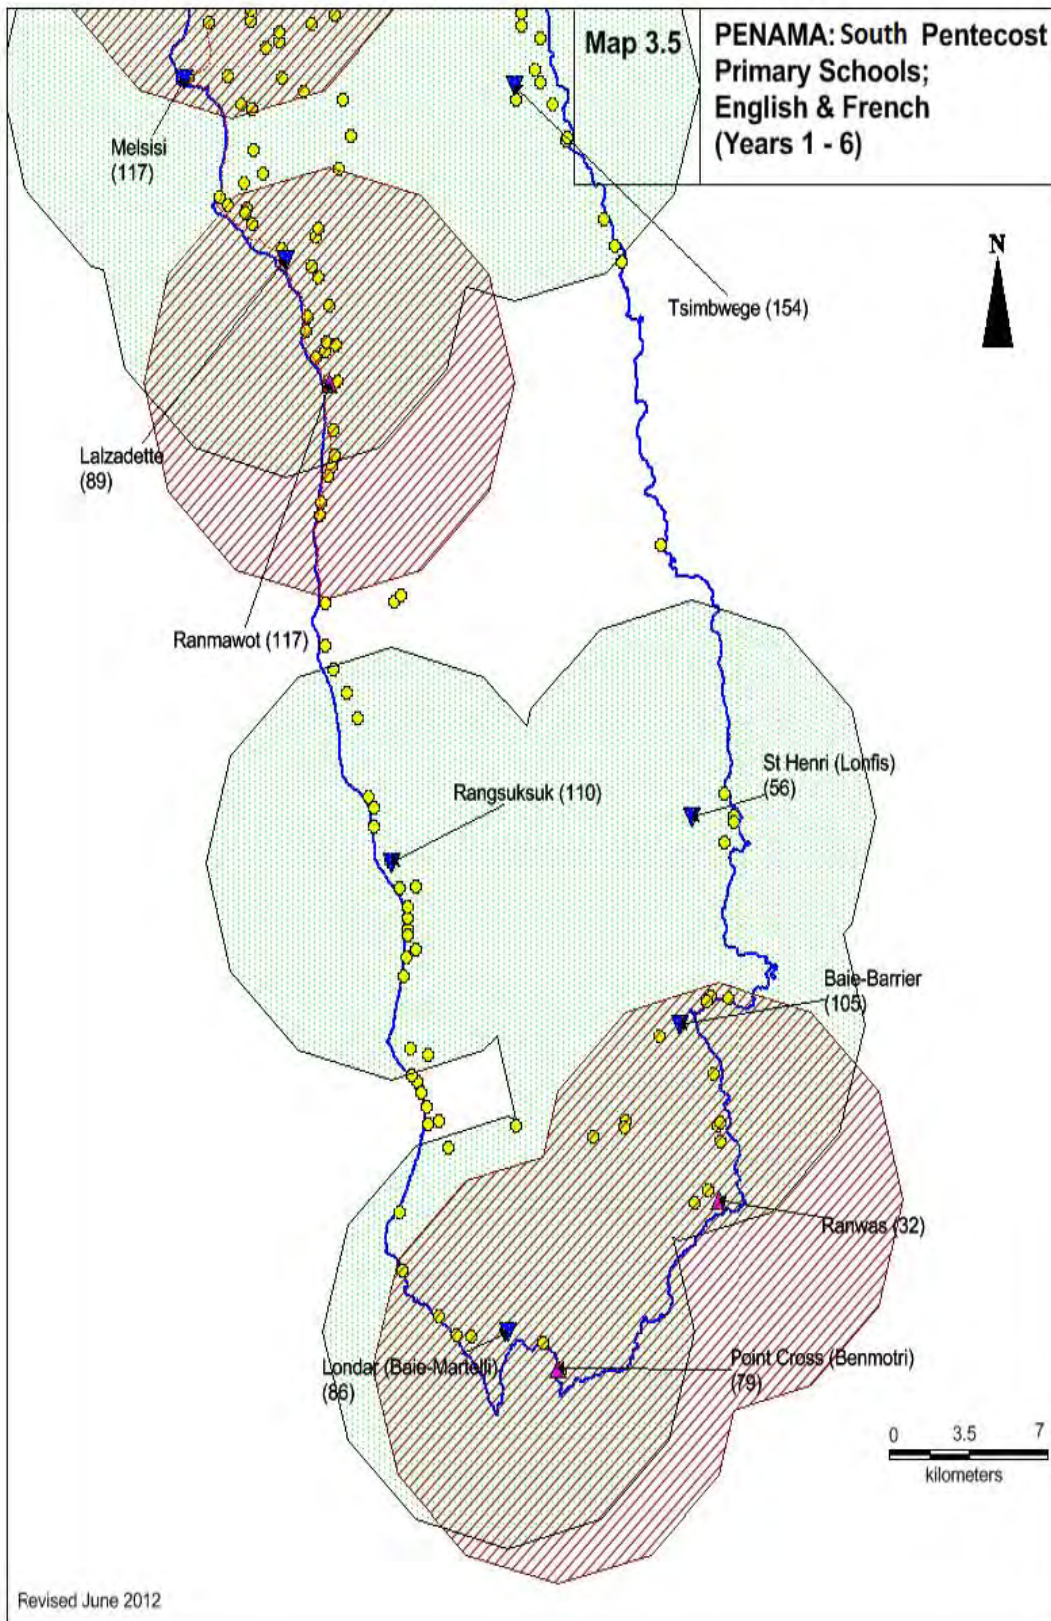 Map 3.5
PENAMA: South Pentecost
Primary Schools;
English & French
(Years 1 - 6)
Melsisi
(117)
N
Tsimbwege (154)
Lalzadette
(89)
Ranmawot (117)
St Henri (Lonfis)
(56)
Rangsuksuk (110)
Baie-Barrier
(105)
Ranwas (32)
Londar (Baie-Martelli)
(86)
Point Cross (Benmotri)
(79)
0 3.5 7
kilometers
Revised June 2012